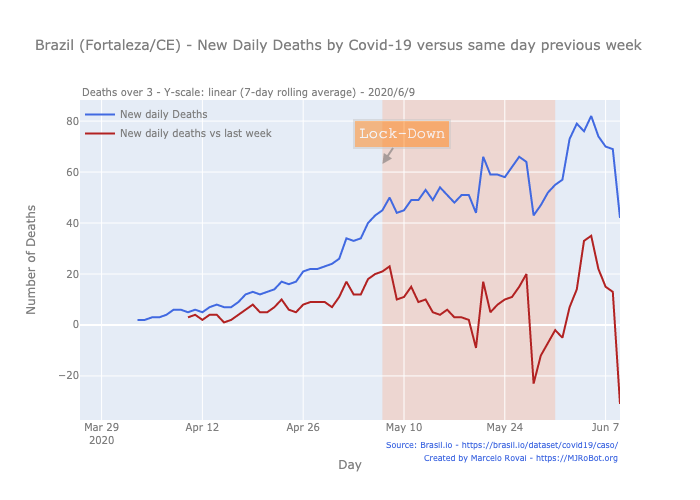 Brazil (Fortaleza/CE) - New Daily Deaths by Covid-19 versus same day previous week
Deaths over 3 - Y-scale: linear (7-day rolling average) - 2020/6/9
New daily Deaths
New daily deaths vs last week
Lock-Down
Number of Deaths
80
60
40
20
0
−20
Mar 29
2020
Apr 12
Apr 26
May 10
May 24
Jun 7
Day
Source: Brasil.io - https://brasil.io/dataset/covid19/caso/
Created by Marcelo Rovai - https://MJRoBot.org